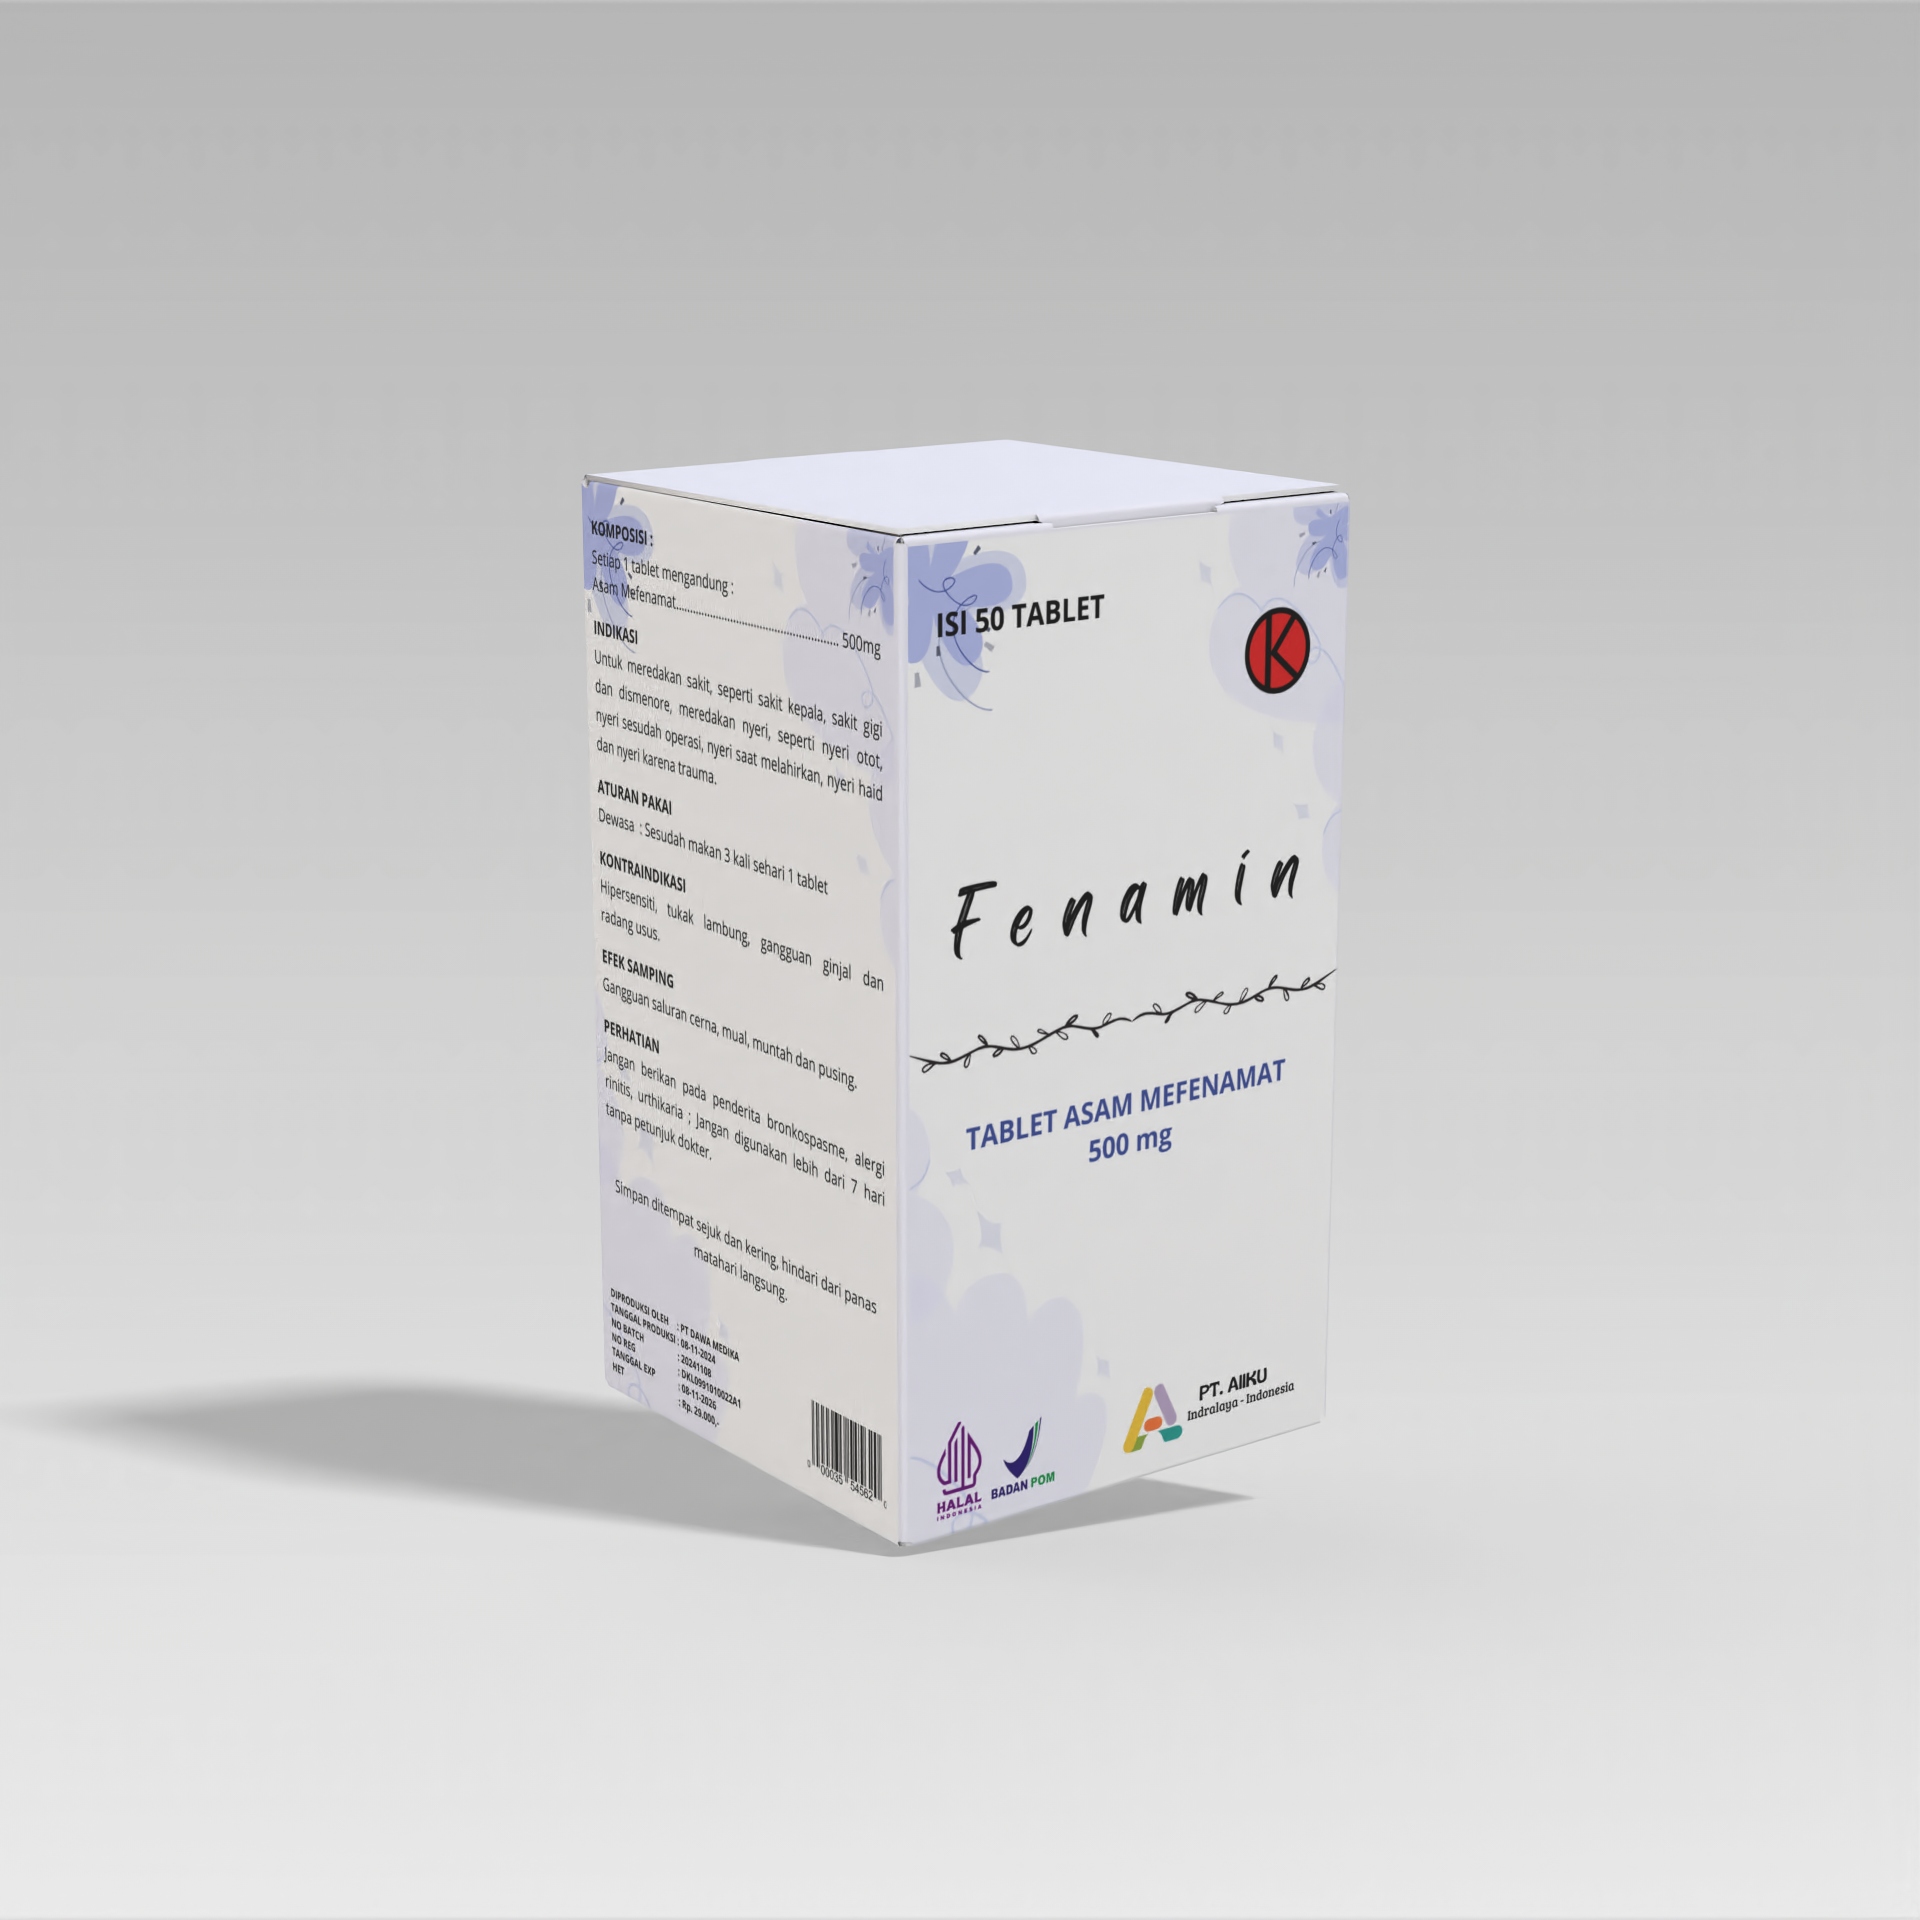 KOMPOSISI :
Setiap 1 tablet mengandung :
Asam Mefenamat.................................................. 500mg
INDIKASI
Untuk meredakan sakit, seperti sakit kepala, sakit gigi
dan dismenore, meredakan nyeri, seperti nyeri otot,
nyeri sesudah operasi, nyeri saat melahirkan, nyeri haid
dan nyeri karena trauma.
ATURAN PAKAI
Dewasa : Sesudah makan 3 kali sehari 1 tablet
KONTRAINDIKASI
Hipersensiti, tukak lambung, gangguan ginjal dan
radang usus.
EFEK SAMPING
Gangguan saluran cerna, mual, muntah dan pusing.
PERHATIAN
Jangan berikan pada penderita bronkospasme, alergi
rinitis, urthikaria ; Jangan digunakan lebih dari 7 hari
tanpa petunjuk dokter.
Simpan ditempat sejuk dan kering, hindari dari panas
matahari langsung.
DIPRODUKSI OLEH : PT DAWA MEDIKA
TANGGAL PRODUKSI : 08-11-2024
NO BATCH : 20241108
NO REG : DKL0991010022A1
TANGGAL EXP : 08-11-2026
HET : Rp. 29.000,-
0 00035 54562 0
ISI 50 TABLET
K
Fenamin
TABLET ASAM MEFENAMAT
500 mg
HALAL
INDONESIA
BADAN POM
PT. AIIKU
Indralaya - Indonesia